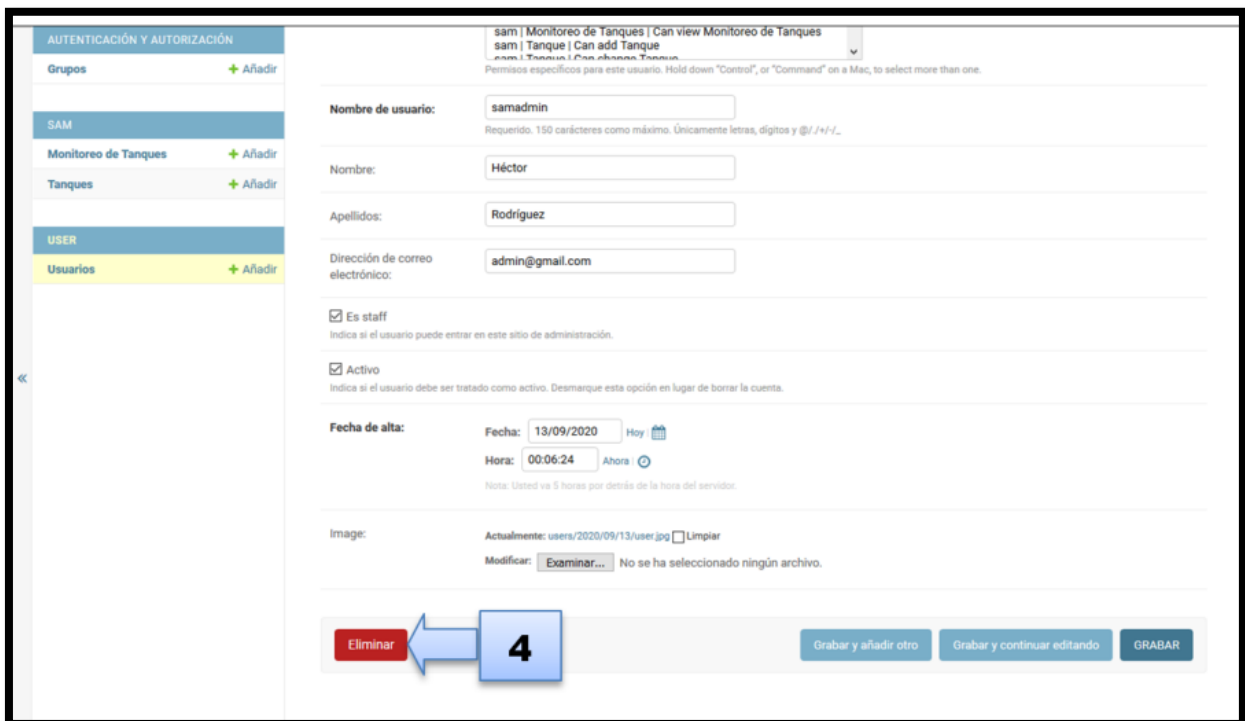 AUTENTICACIÓN Y AUTORIZACIÓN
Grupos + Añadir
SAM
Monitoreo de Tanques + Añadir
Tanques + Añadir
USER
Usuarios + Añadir
«
sam | Monitoreo de Tanques | Can view Monitoreo de Tanques
sam | Tanque | Can add Tanque
sam | Tanque | Can change Tanque
Permisos específicos para este usuario. Hold down "Control", or "Command" on a Mac, to select more than one.
Nombre de usuario: samadmin
Requerido. 150 carácteres como máximo. Únicamente letras, dígitos y @/./+/-/_
Nombre: Héctor
Apellidos: Rodríguez
Dirección de correo electrónico: admin@gmail.com
Es staff
Indica si el usuario puede entrar en este sitio de administración.
Activo
Indica si el usuario debe ser tratado como activo. Desmarque esta opción en lugar de borrar la cuenta.
Fecha de alta: Fecha: 13/09/2020 Hoy |
Hora: 00:06:24 Ahora |
Nota: Usted va 5 horas por detrás de la hora del servidor.
Image: Actualmente: users/2020/09/13/user.jpg Limpiar
Modificar: Examinar... No se ha seleccionado ningún archivo.
Eliminar 4 Grabar y añadir otro Grabar y continuar editando GRABAR